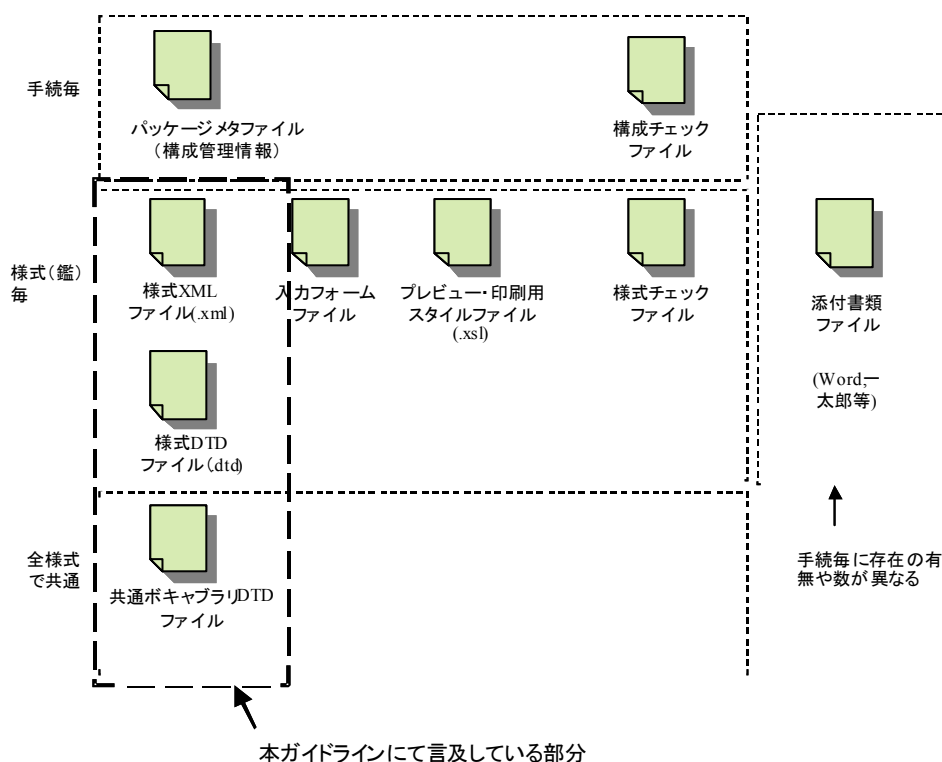 手続毎
パッケージメタファイル
（構成管理情報）
構成チェック
ファイル
様式（鑑）
毎
様式XML
ファイル(.xml)
入力フォーム
ファイル
プレビュー・印刷用
スタイルファイル
(.xsl)
様式チェック
ファイル
添付書類
ファイル
(Word,一
太郎等)
様式DTD
ファイル(dtd)
全様式
で共通
共通ボキャブラリDTD
ファイル
手続毎に存在の有
無や数が異なる
本ガイドラインにて言及している部分